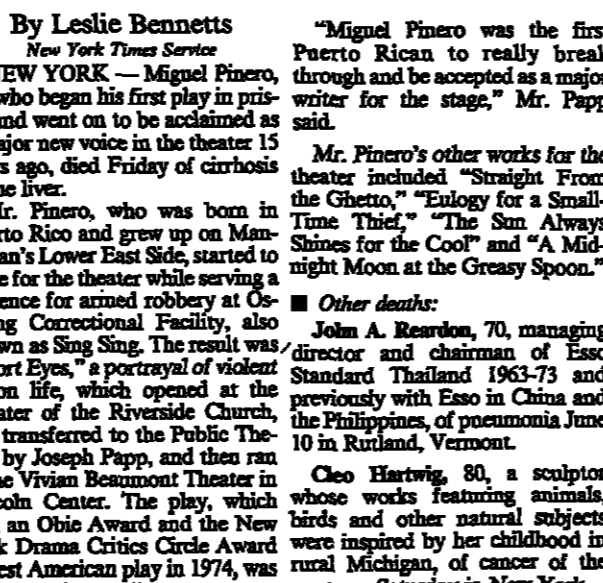 By Leslie Bennetts
New York Times Service
EW YORK — Miguel Pinero,
who began his first play in pris-
nd went on to be acclaimed as
ajor new voice in the theater 15
s ago, died Friday of cirrhosis
e liver.
r. Pinero, who was born in
rto Rico and grew up on Man-
an's Lower East Side, started to
e for the theater while serving a
ence for armed robbery at Os-
ng Correctional Facility, also
wn as Sing Sing. The result was
ort Eyes," a portrayal of violent
on life, which opened at the
ater of the Riverside Church,
transferred to the Public The-
by Joseph Papp, and then ran
e Vivian Beaumont Theater in
coln Center. The play, which
an Obie Award and the New
k Drama Critics Circle Award
est American play in 1974, was
"Miguel Pinero was the firs
Puerto Rican to really break
through and be accepted as a major
writer for the stage," Mr. Papp
said.
Mr. Pinero's other works for the
theater included "Straight From
the Ghetto," "Eulogy for a Small-
Time Thief," "The Sun Always
Shines for the Cool" and "A Mid-
night Moon at the Greasy Spoon."
■ Other deaths:
John A. Reardon, 70, managing
director and chairman of Esso
Standard Thailand 1963-73 and
previously with Esso in China and
the Philippines, of pneumonia June
10 in Rutland, Vermont.
Cleo Hartwig, 80, a sculptor
whose works featuring animals,
birds and other natural subjects
were inspired by her childhood in
rural Michigan, of cancer of the